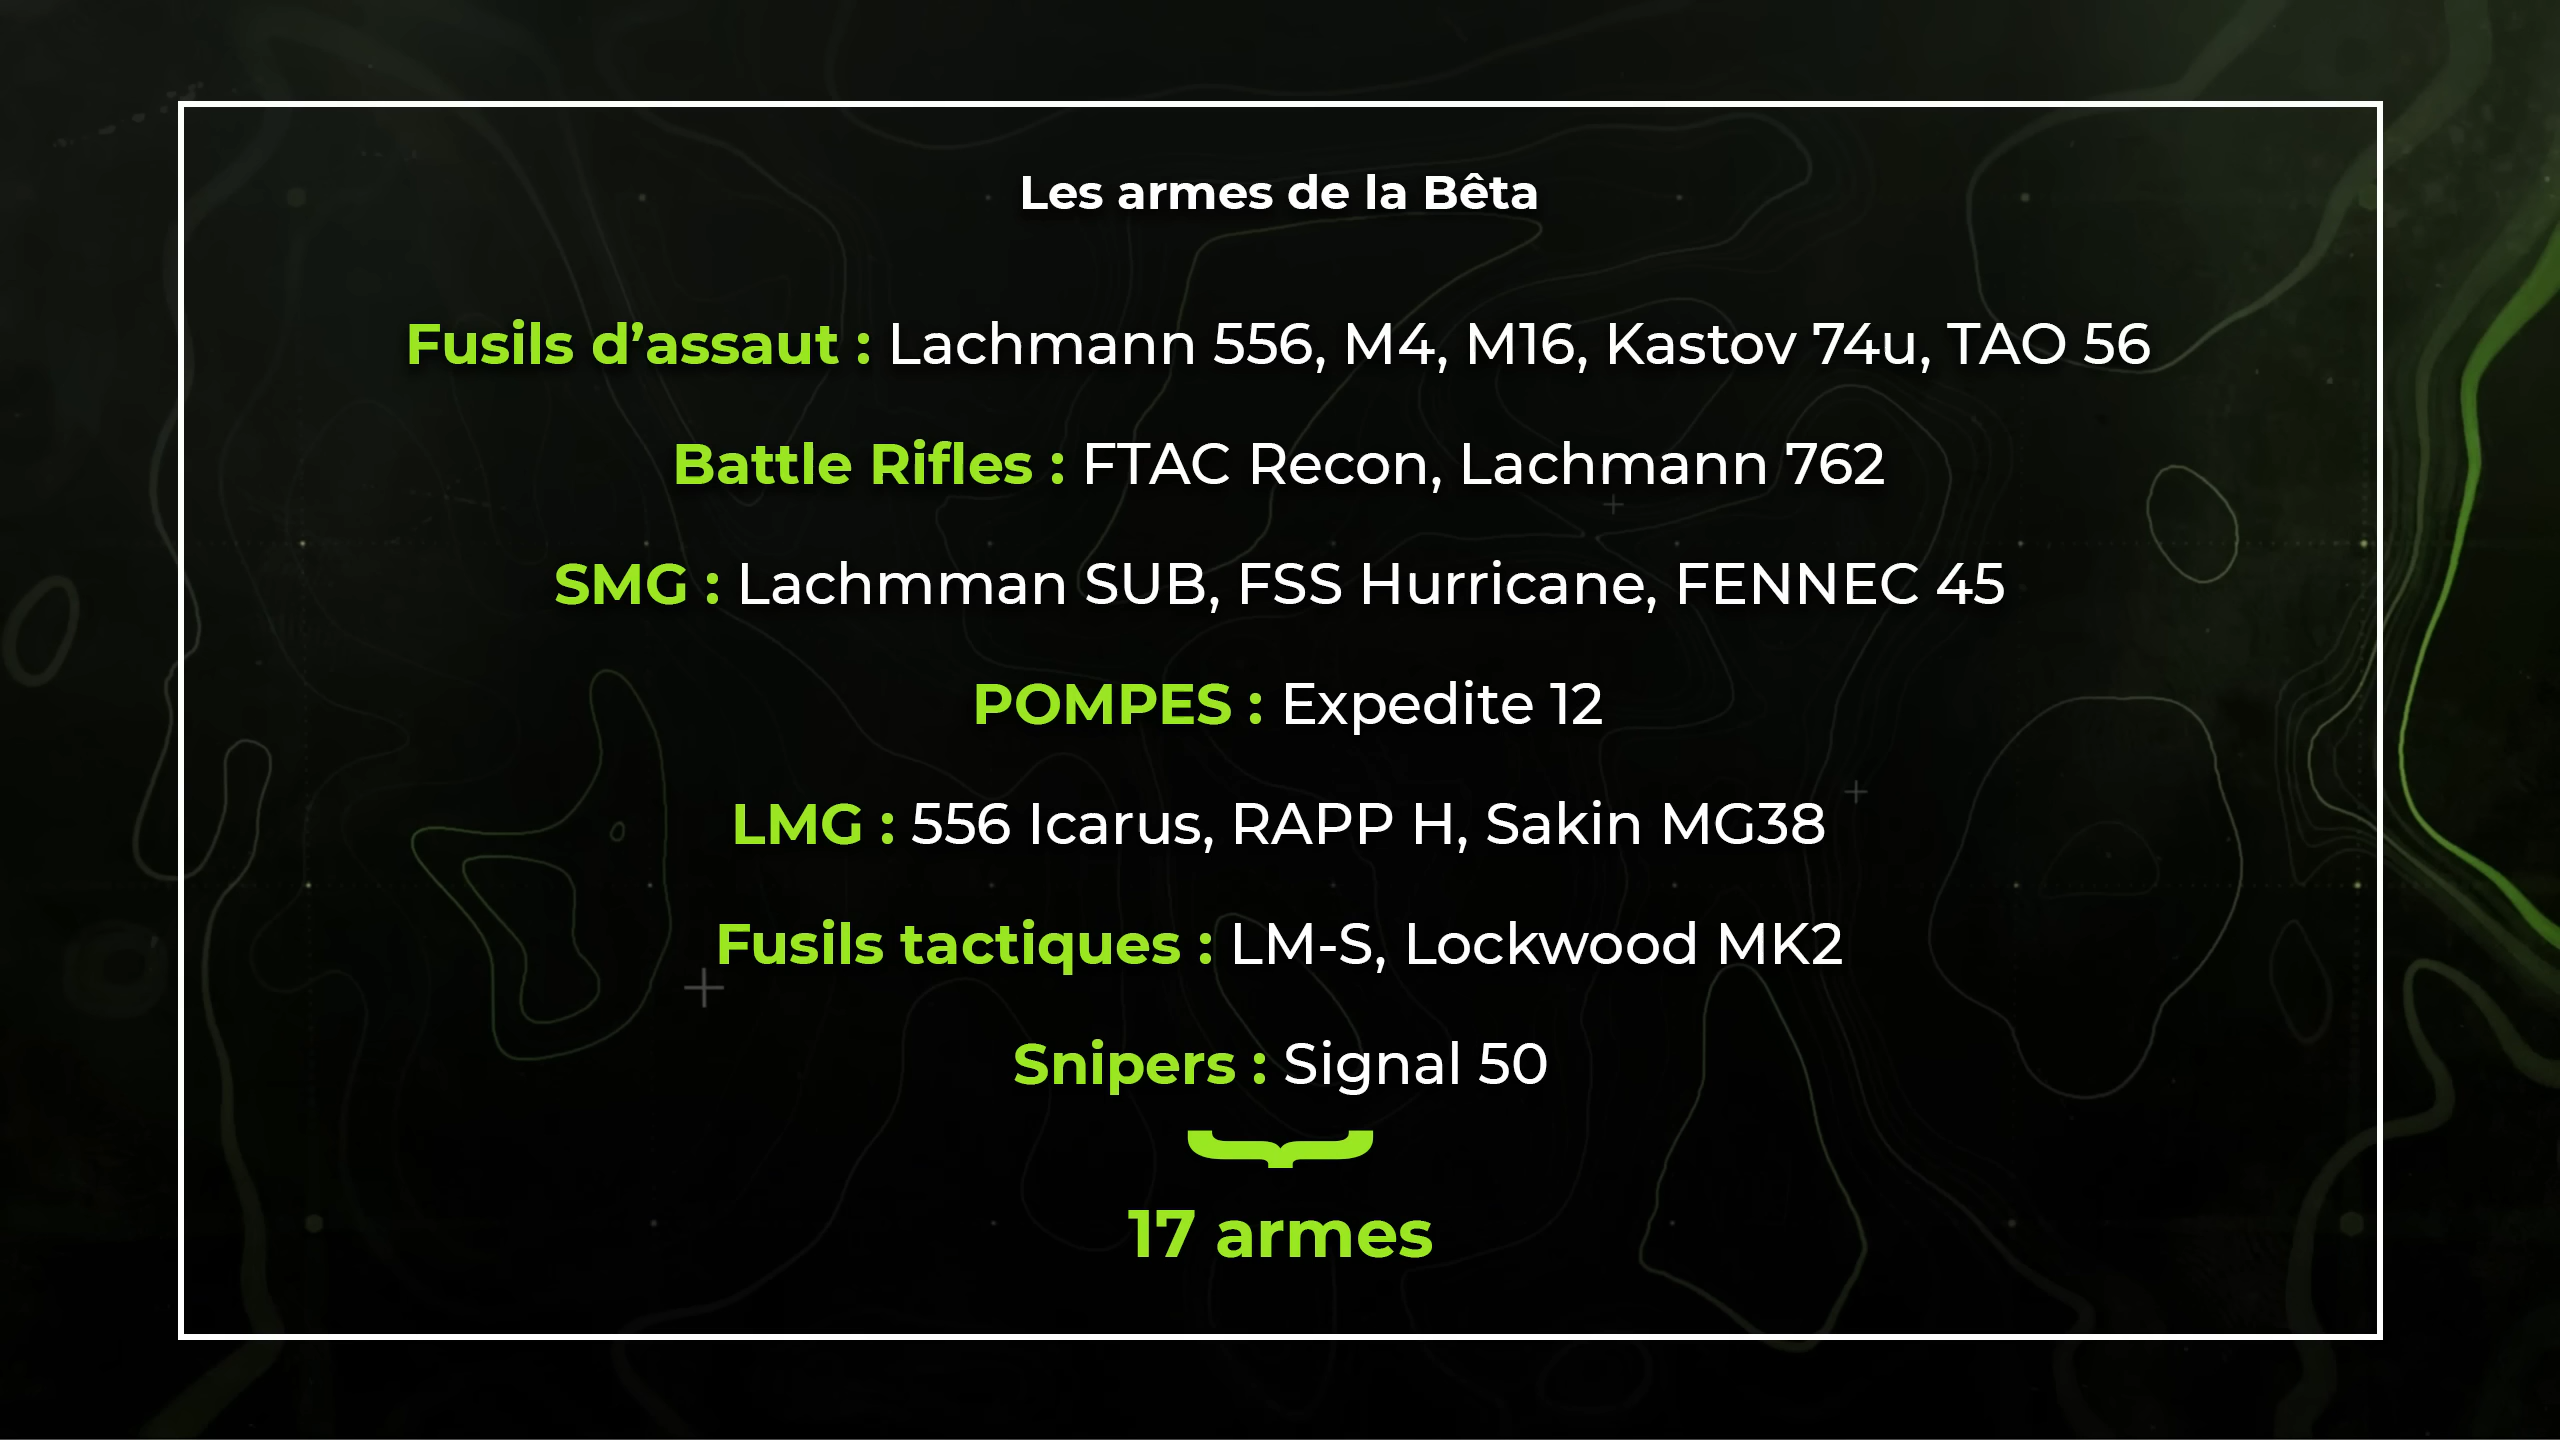 Les armes de la Bêta
Fusils d’assaut : Lachmann 556, M4, M16, Kastov 74u, TAO 56
Battle Rifles : FTAC Recon, Lachmann 762
SMG : Lachmman SUB, FSS Hurricane, FENNEC 45
POMPES : Expedite 12
LMG : 556 Icarus, RAPP H, Sakin MG38
Fusils tactiques : LM-S, Lockwood MK2
Snipers : Signal 50
17 armes